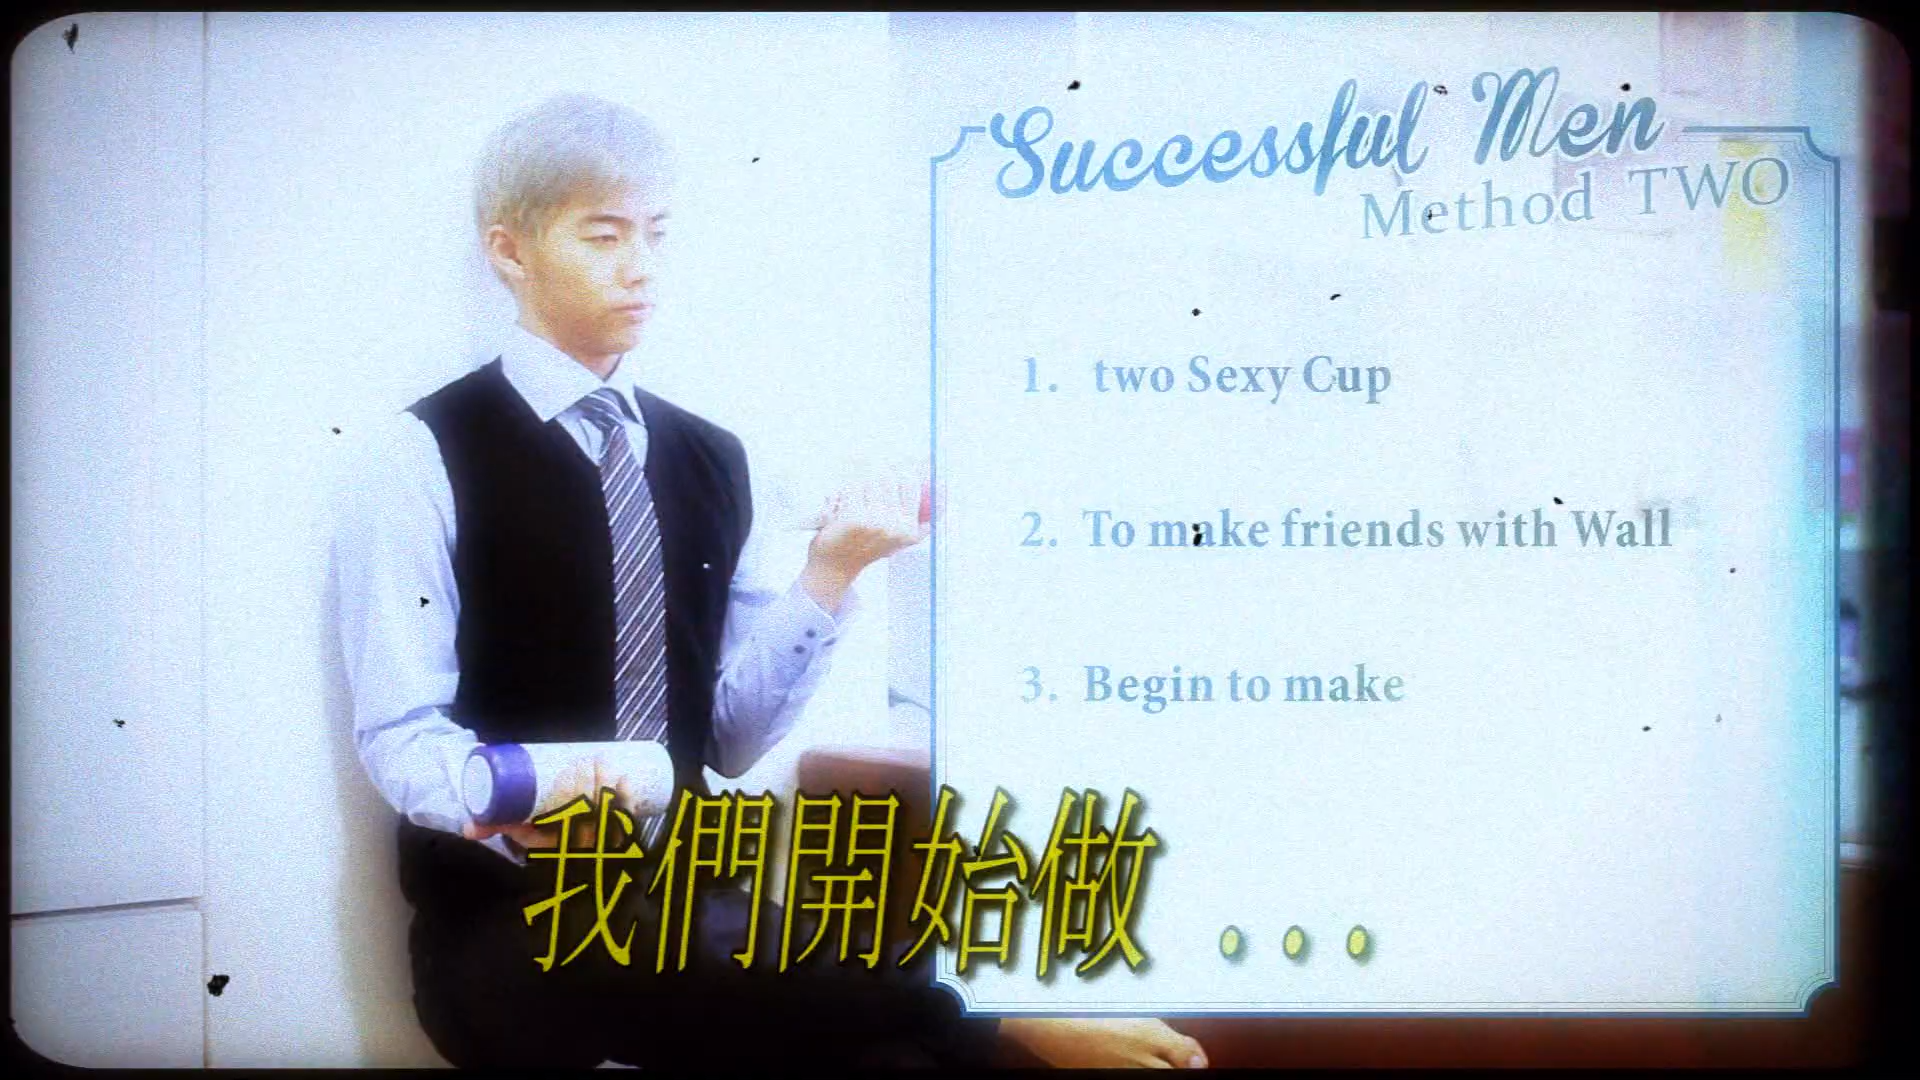 Successful Men
Method TWO
1. two Sexy Cup
2. To make friends with Wall
3. Begin to make
我們開始做 . . .